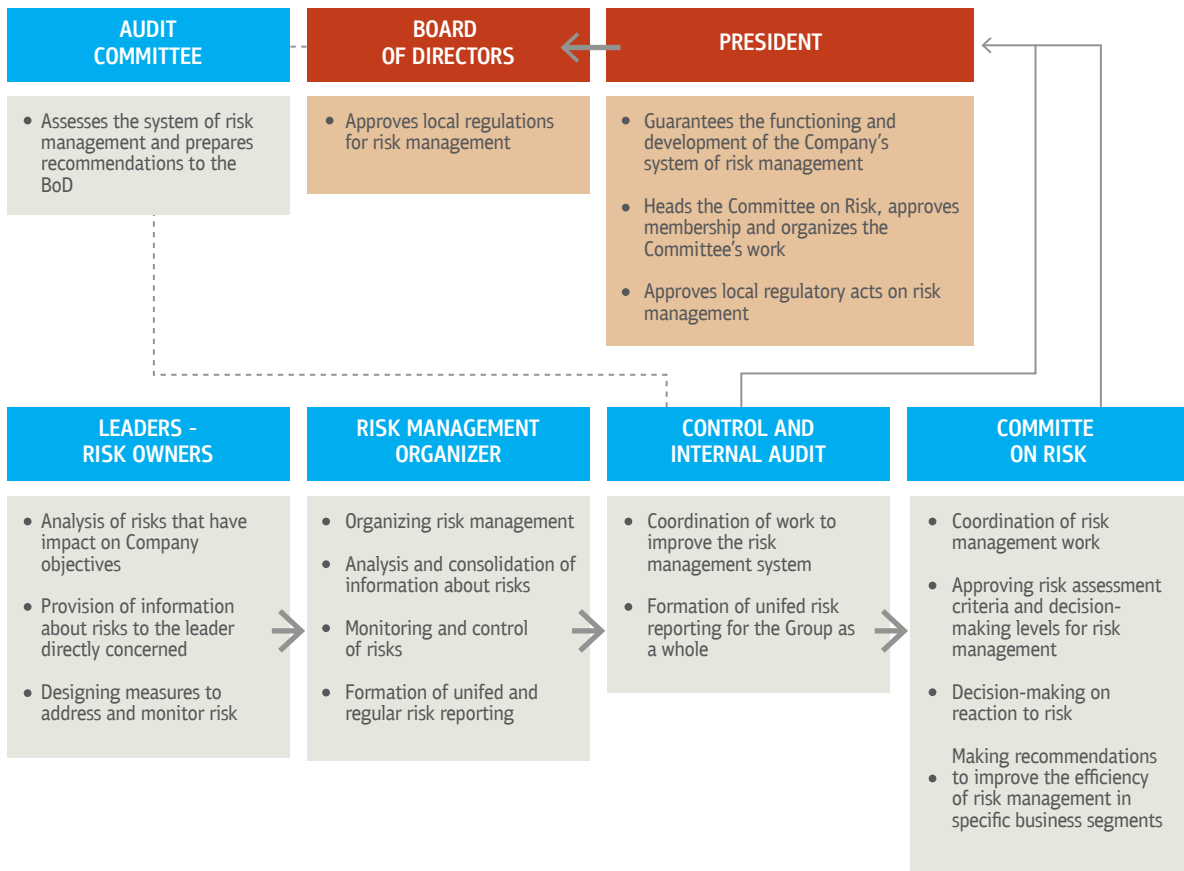 AUDIT
COMMITTEE
BOARD
OF DIRECTORS
PRESIDENT
• Assesses the system of risk
management and prepares
recommendations to the
BoD
• Approves local regulations
for risk management
• Guarantees the functioning and
development of the Company’s
system of risk management
• Heads the Committee on Risk, approves
membership and organizes the
Committee’s work
• Approves local regulatory acts on risk
management
LEADERS -
RISK OWNERS
RISK MANAGEMENT
ORGANIZER
CONTROL AND
INTERNAL AUDIT
COMMITTE
ON RISK
• Analysis of risks that have
impact on Company
objectives
• Provision of information
about risks to the leader
directly concerned
• Designing measures to
address and monitor risk
• Organizing risk management
• Analysis and consolidation of
information about risks
• Monitoring and control
of risks
• Formation of unifed and
regular risk reporting
• Coordination of work to
improve the risk
management system
• Formation of unifed risk
reporting for the Group as
a whole
• Coordination of risk
management work
• Approving risk assessment
criteria and decision-
making levels for risk
management
• Decision-making on
reaction to risk
Making recommendations
• to improve the efficiency
of risk management in
specific business segments